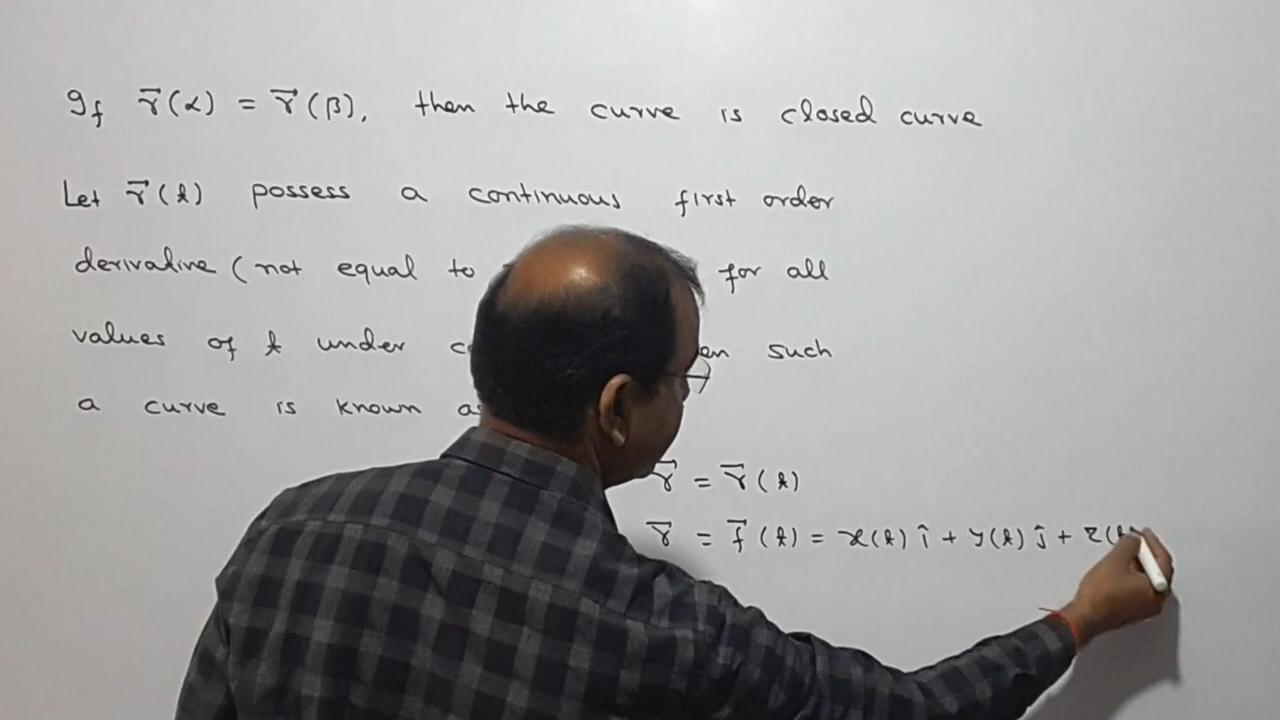 If r⃗(α) = r⃗(β), then the curve is closed curve
Let r⃗(t) possess a continuous first order
derivative (not equal to for all
values of t under such
a curve is known as
r⃗ = r⃗(t)
r⃗ = f⃗(t) = x(t) î + y(t) ĵ + z(t)